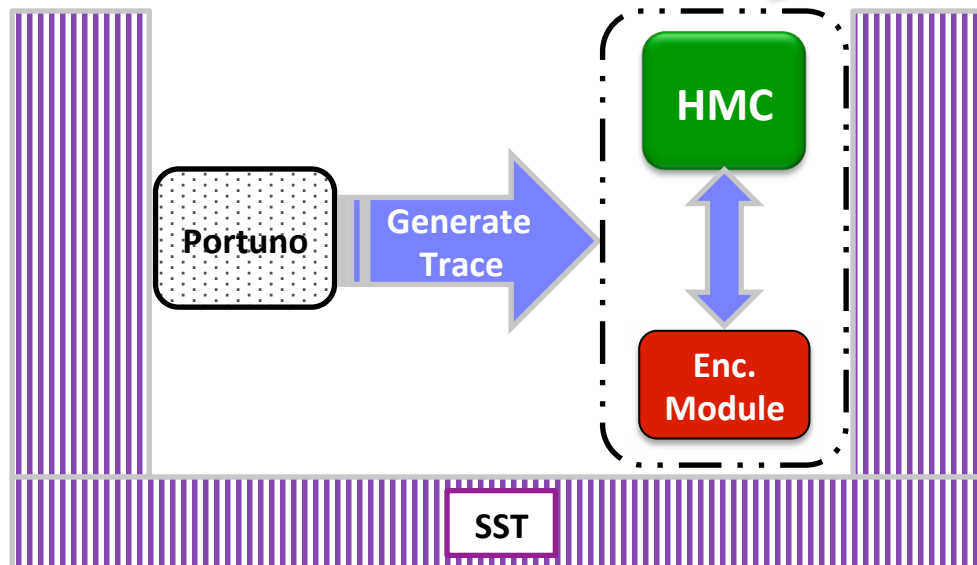 HMC
Portuno
Generate
Trace
Enc.
Module
SST